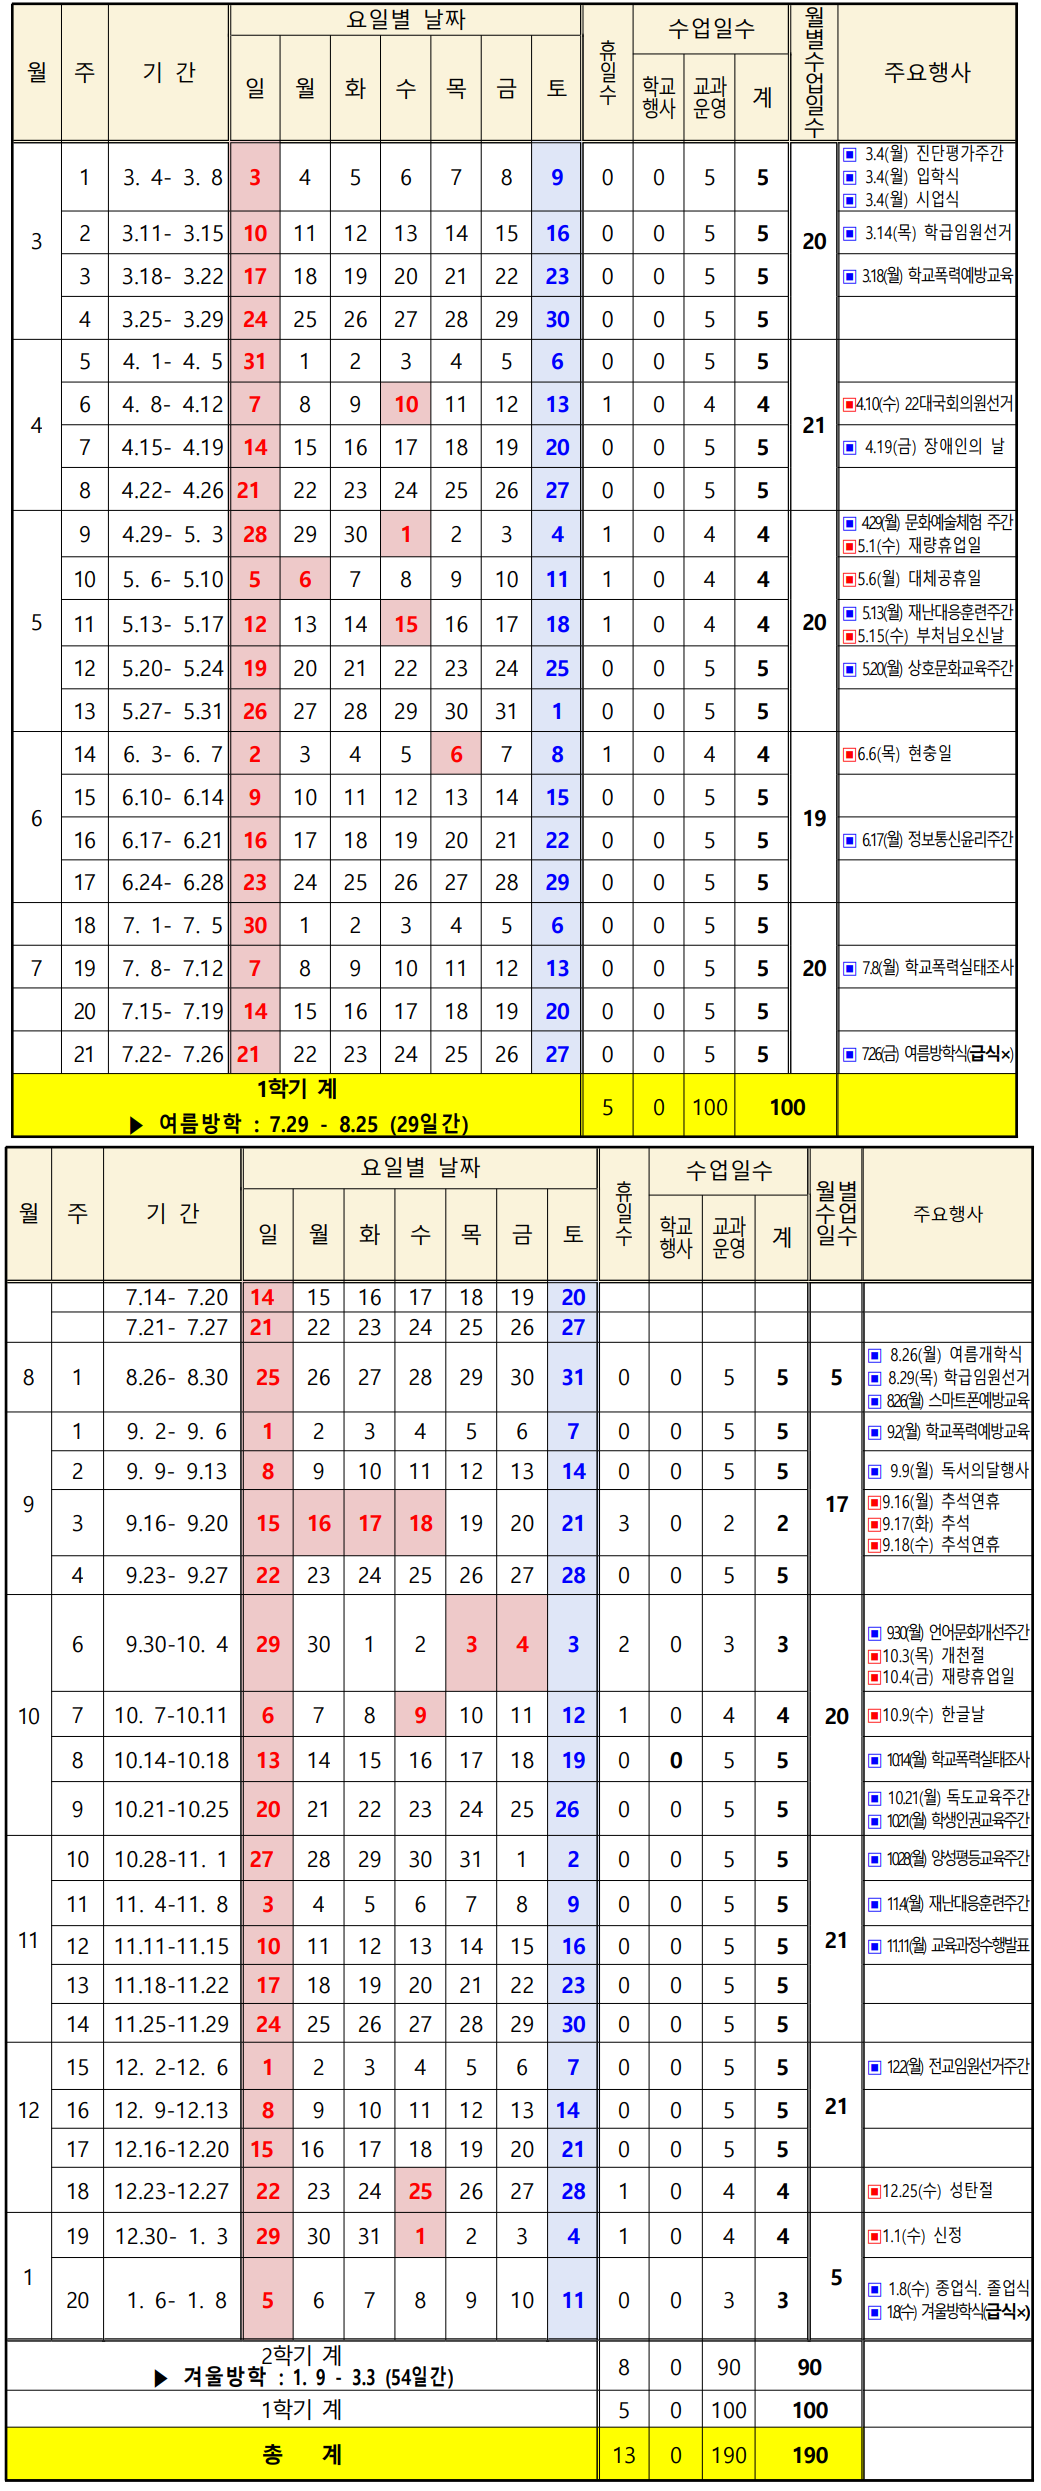 월 주 기 간 요일별 날짜 휴일수 수업일수 월별수업일수 주요행사
일 월 화 수 목 금 토 학교행사 교과운영 계
3 1 3. 4- 3. 8 3 4 5 6 7 8 9 0 0 5 5 20 ▣ 3.4(월) 진단평가주간
▣ 3.4(월) 입학식
▣ 3.4(월) 시업식
2 3.11- 3.15 10 11 12 13 14 15 16 0 0 5 5 ▣ 3.14(목) 학급임원선거
3 3.18- 3.22 17 18 19 20 21 22 23 0 0 5 5 ▣ 3.18(월) 학교폭력예방교육
4 3.25- 3.29 24 25 26 27 28 29 30 0 0 5 5
4 5 4. 1- 4. 5 31 1 2 3 4 5 6 0 0 5 5 21
6 4. 8- 4.12 7 8 9 10 11 12 13 1 0 4 4 ▣4.10(수) 22대국회의원선거
7 4.15- 4.19 14 15 16 17 18 19 20 0 0 5 5 ▣ 4.19(금) 장애인의 날
8 4.22- 4.26 21 22 23 24 25 26 27 0 0 5 5
5 9 4.29- 5. 3 28 29 30 1 2 3 4 1 0 4 4 20 ▣ 4.29(월) 문화예술체험 주간
▣5.1(수) 재량휴업일
10 5. 6- 5.10 5 6 7 8 9 10 11 1 0 4 4 ▣5.6(월) 대체공휴일
11 5.13- 5.17 12 13 14 15 16 17 18 1 0 4 4 ▣ 5.13(월) 재난대응훈련주간
▣5.15(수) 부처님오신날
12 5.20- 5.24 19 20 21 22 23 24 25 0 0 5 5 ▣ 5.20(월) 상호문화교육주간
13 5.27- 5.31 26 27 28 29 30 31 1 0 0 5 5
6 14 6. 3- 6. 7 2 3 4 5 6 7 8 1 0 4 4 19 ▣6.6(목) 현충일
15 6.10- 6.14 9 10 11 12 13 14 15 0 0 5 5
16 6.17- 6.21 16 17 18 19 20 21 22 0 0 5 5 ▣ 6.17(월) 정보통신윤리주간
17 6.24- 6.28 23 24 25 26 27 28 29 0 0 5 5
18 7. 1- 7. 5 30 1 2 3 4 5 6 0 0 5 5
7 19 7. 8- 7.12 7 8 9 10 11 12 13 0 0 5 5 20 ▣ 7.8(월) 학교폭력실태조사
20 7.15- 7.19 14 15 16 17 18 19 20 0 0 5 5
21 7.22- 7.26 21 22 23 24 25 26 27 0 0 5 5 ▣ 7.26(금) 여름방학식(급식×)
1학기 계 5 0 100 100
▶ 여름방학 : 7.29 - 8.25 (29일간)
월 주 기 간 요일별 날짜 휴일수 수업일수 월별수업일수 주요행사
일 월 화 수 목 금 토 학교행사 교과운영 계
7.14- 7.20 14 15 16 17 18 19 20
7.21- 7.27 21 22 23 24 25 26 27
8 1 8.26- 8.30 25 26 27 28 29 30 31 0 0 5 5 5 ▣ 8.26(월) 여름개학식
▣ 8.29(목) 학급임원선거
▣ 8.26(월) 스마트폰예방교육
9 1 9. 2- 9. 6 1 2 3 4 5 6 7 0 0 5 5 17 ▣ 9.2(월) 학교폭력예방교육
2 9. 9- 9.13 8 9 10 11 12 13 14 0 0 5 5 ▣ 9.9(월) 독서의달행사
3 9.16- 9.20 15 16 17 18 19 20 21 3 0 2 2 ▣9.16(월) 추석연휴
▣9.17(화) 추석
▣9.18(수) 추석연휴
4 9.23- 9.27 22 23 24 25 26 27 28 0 0 5 5
10 6 9.30-10. 4 29 30 1 2 3 4 3 2 0 3 3 20 ▣ 9.30(월) 언어문화개선주간
▣10.3(목) 개천절
▣10.4(금) 재량휴업일
7 10. 7-10.11 6 7 8 9 10 11 12 1 0 4 4 ▣10.9(수) 한글날
8 10.14-10.18 13 14 15 16 17 18 19 0 0 5 5 ▣ 10.14(월) 학교폭력실태조사
9 10.21-10.25 20 21 22 23 24 25 26 0 0 5 5 ▣ 10.21(월) 독도교육주간
▣ 10.21(월) 학생인권교육주간
11 10 10.28-11. 1 27 28 29 30 31 1 2 0 0 5 5 21 ▣ 10.28(월) 양성평등교육주간
11 11. 4-11. 8 3 4 5 6 7 8 9 0 0 5 5 ▣ 11.4(월) 재난대응훈련주간
12 11.11-11.15 10 11 12 13 14 15 16 0 0 5 5 ▣ 11.11(월) 교육과정수행발표
13 11.18-11.22 17 18 19 20 21 22 23 0 0 5 5
14 11.25-11.29 24 25 26 27 28 29 30 0 0 5 5
12 15 12. 2-12. 6 1 2 3 4 5 6 7 0 0 5 5 21 ▣ 12.2(월) 전교임원선거주간
16 12. 9-12.13 8 9 10 11 12 13 14 0 0 5 5
17 12.16-12.20 15 16 17 18 19 20 21 0 0 5 5
18 12.23-12.27 22 23 24 25 26 27 28 1 0 4 4 ▣12.25(수) 성탄절
1 19 12.30- 1. 3 29 30 31 1 2 3 4 1 0 4 4 5 ▣1.1(수) 신정
20 1. 6- 1. 8 5 6 7 8 9 10 11 0 0 3 3 ▣ 1.8(수) 종업식. 졸업식
▣ 1.8(수) 겨울방학식(급식×)
2학기 계 8 0 90 90
▶ 겨울방학 : 1. 9 - 3.3 (54일간)
1학기 계 5 0 100 100
총 계 13 0 190 190